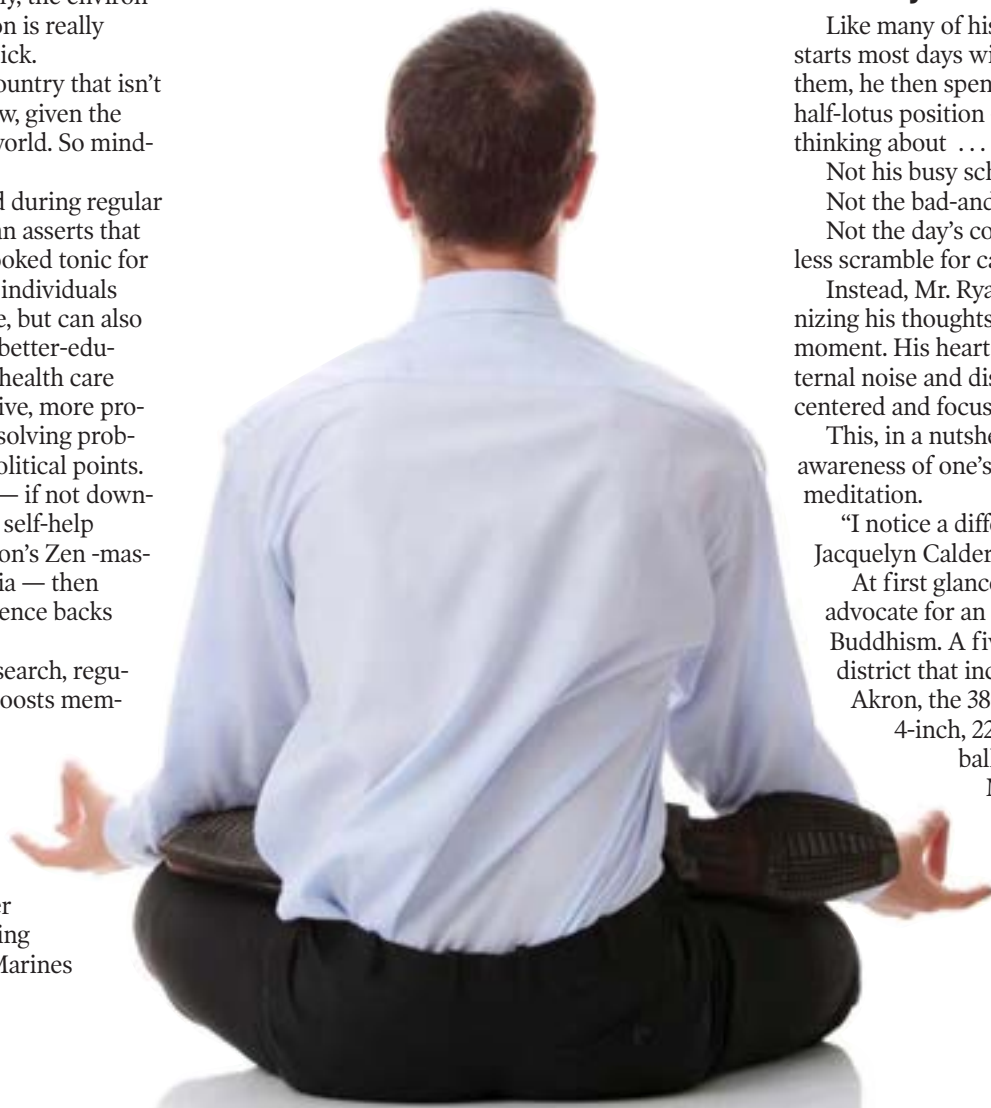 ly, the environ-
on is really
ick.
ountry that isn't
w, given the
world. So mind-
d during regular
an asserts that
ooked tonic for
individuals
e, but can also
better-edu-
health care
ive, more pro-
solving prob-
olitical points.
— if not down-
self-help
on's Zen -mas-
ia — then
ence backs
search, regu-
oosts mem-
er
ing
Marines
Like many of his
starts most days wi
them, he then spen
half-lotus position
thinking about ...
Not his busy sch
Not the bad-and
Not the day's co
less scramble for ca
Instead, Mr. Rya
nizing his thoughts
moment. His heart
ternal noise and dis
centered and focus
This, in a nutshe
awareness of one's
meditation.
“I notice a diffe
Jacquelyn Calder
At first glance
advocate for an
Buddhism. A fiv
district that inc
Akron, the 38
4-inch, 22
ball